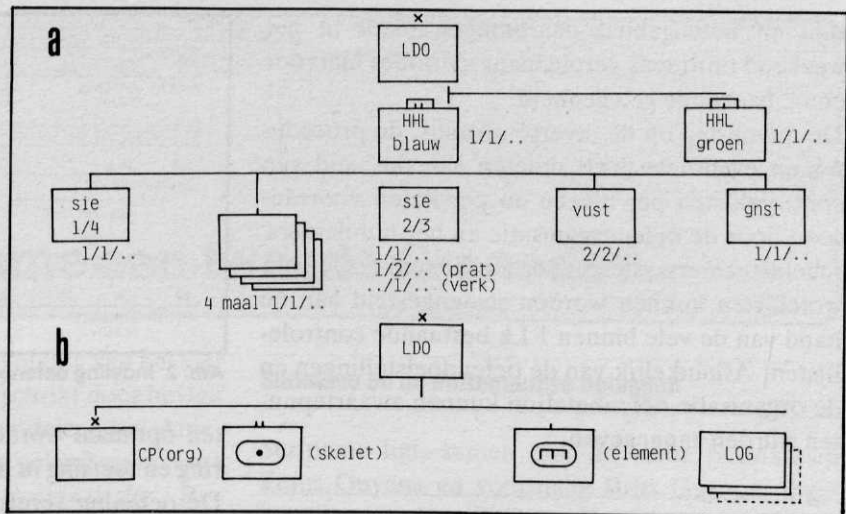 a
×
LDO
HHL
blauw
1/1/..
HHL
groen
1/1/..
sie
1/4
1/1/..
4 maal 1/1/..
sie
2/3
1/1/..
1/2/.. (prat)
../1/.. (verk)
vust
2/2/..
gnst
1/1/..
b
×
LDO
×
CP(org)
(skelet)
(element)
LOG